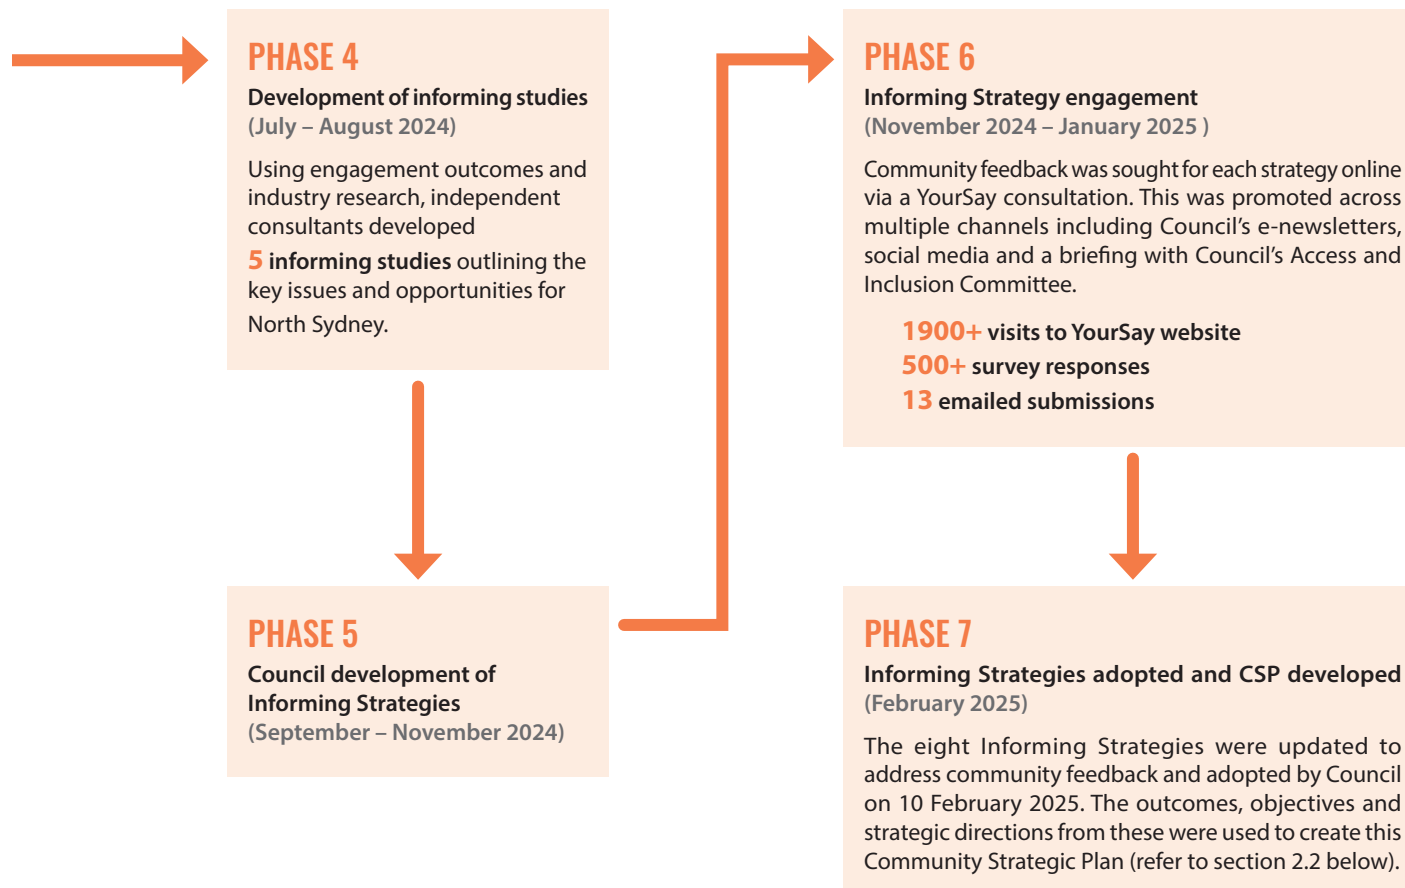 PHASE 4
Development of informing studies
(July – August 2024)
Using engagement outcomes and
industry research, independent
consultants developed
5 informing studies outlining the
key issues and opportunities for
North Sydney.
PHASE 5
Council development of
Informing Strategies
(September – November 2024)
PHASE 6
Informing Strategy engagement
(November 2024 – January 2025 )
Community feedback was sought for each strategy online
via a YourSay consultation. This was promoted across
multiple channels including Council’s e-newsletters,
social media and a briefing with Council’s Access and
Inclusion Committee.
1900+ visits to YourSay website
500+ survey responses
13 emailed submissions
PHASE 7
Informing Strategies adopted and CSP developed
(February 2025)
The eight Informing Strategies were updated to
address community feedback and adopted by Council
on 10 February 2025. The outcomes, objectives and
strategic directions from these were used to create this
Community Strategic Plan (refer to section 2.2 below).